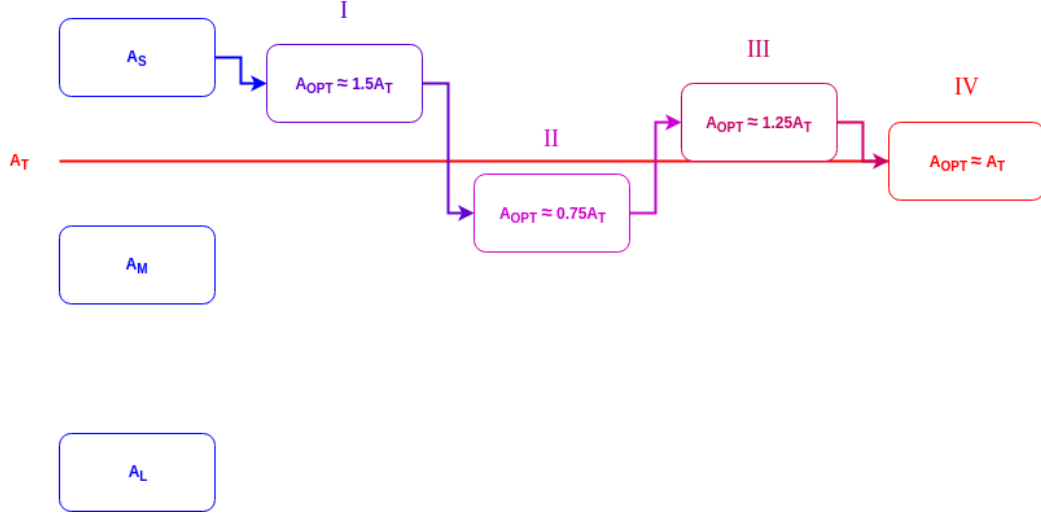 I
A_S
A_OPT ≈ 1.5A_T
III
A_OPT ≈ 1.25A_T
IV
II
A_T
A_OPT ≈ A_T
A_OPT ≈ 0.75A_T
A_M
A_L